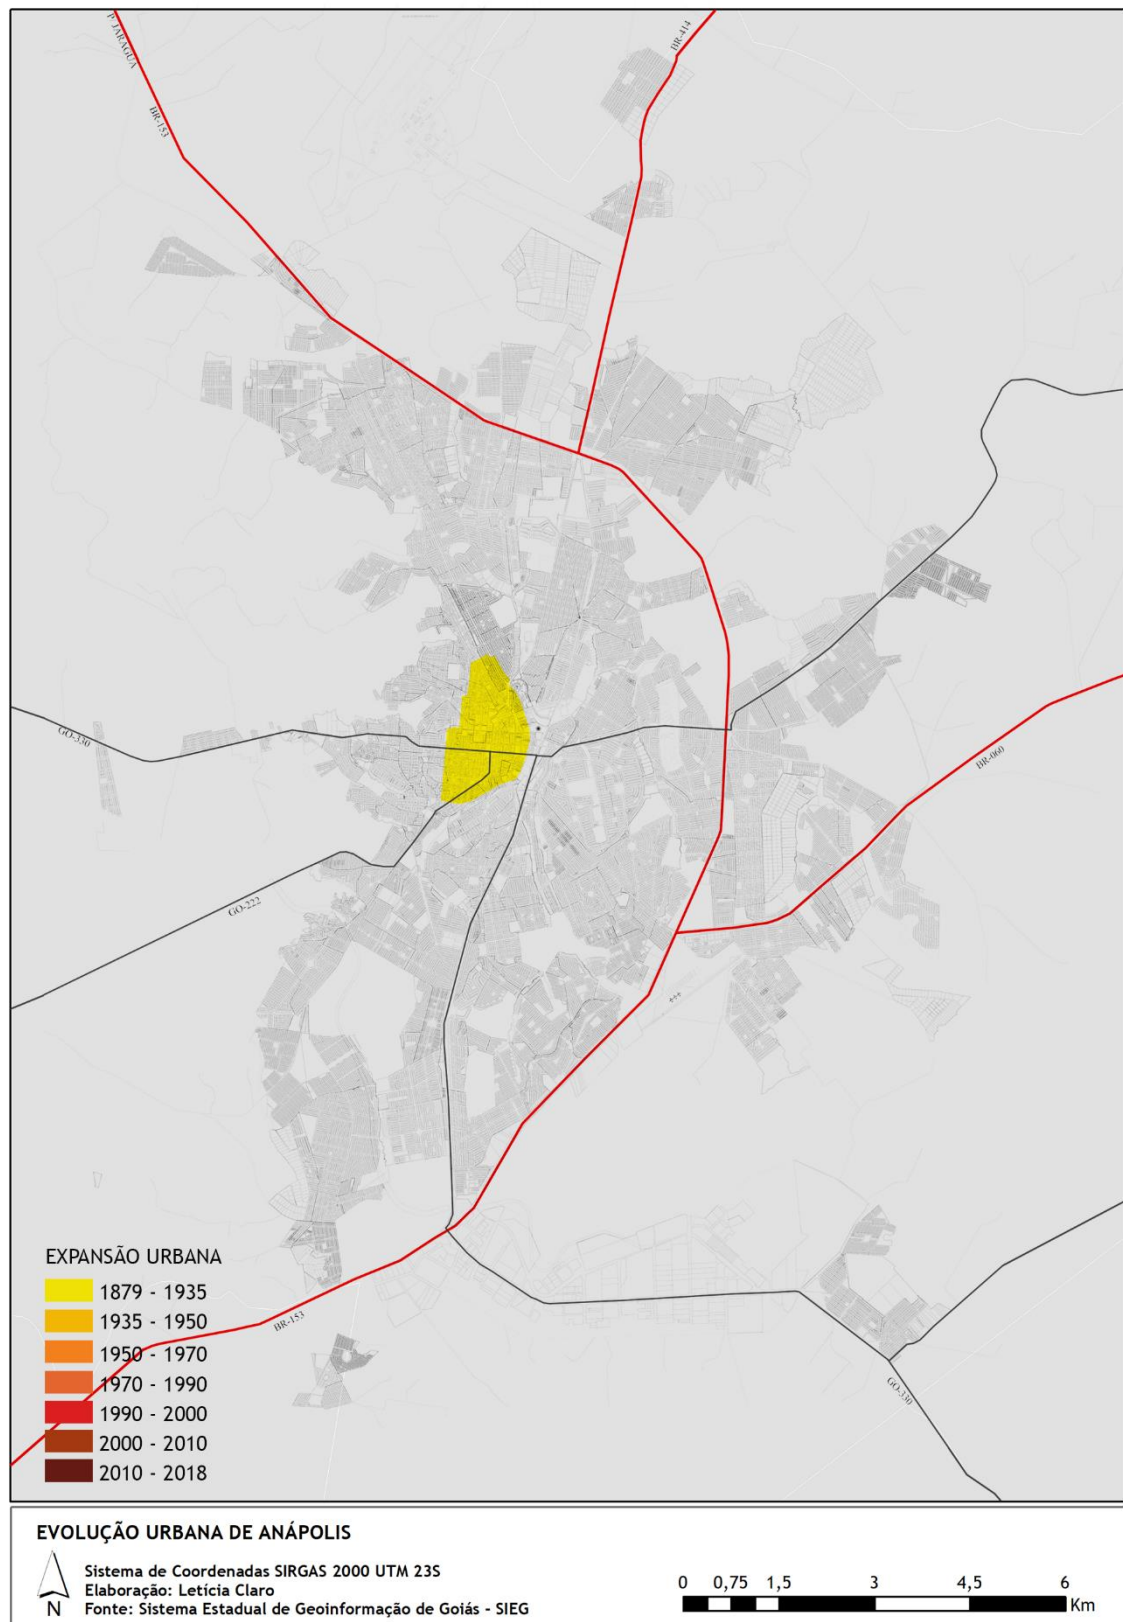 P/ JARAGUÁ
BR-153
BR-414
GO-330
BR-060
GO-222
BR-153
GO-330
EXPANSÃO URBANA
1879 - 1935
1935 - 1950
1950 - 1970
1970 - 1990
1990 - 2000
2000 - 2010
2010 - 2018
EVOLUÇÃO URBANA DE ANÁPOLIS
Sistema de Coordenadas SIRGAS 2000 UTM 23S
Elaboração: Letícia Claro
N Fonte: Sistema Estadual de Geoinformação de Goiás - SIEG
0 0,75 1,5 3 4,5 6
Km